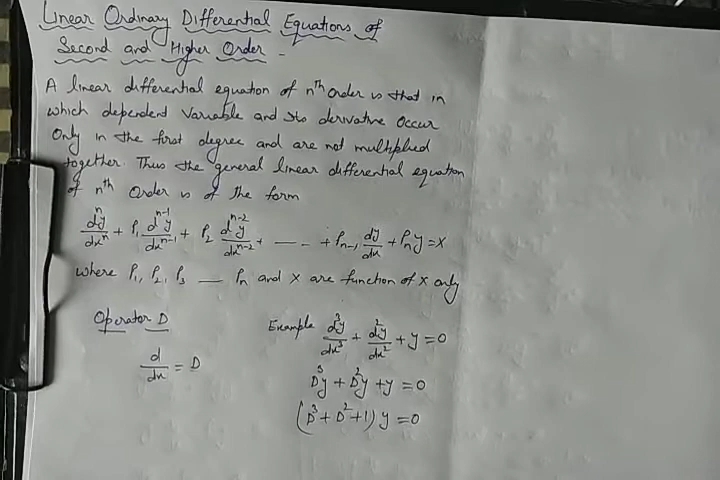 Linear Ordinary Differential Equations of
Second and Higher Order -
A linear differential equation of nth order is that in
which dependent variable and its derivative occur
Only in the first degree and are not multiplied
together. Thus the general linear differential equation
of nth Order is of the form
dⁿy/dxⁿ + P₁ dⁿ⁻¹y/dxⁿ⁻¹ + P₂ dⁿ⁻²y/dxⁿ⁻² + --- - + Pₙ₋₁ dy/dx + Pₙy = X
where P₁, P₂, P₃ — Pₙ and X are function of x only
Operator D
d/dx = D
Example d³y/dx³ + d²y/dx² + y = 0
D³y + D²y + y = 0
(D³ + D² + 1) y = 0